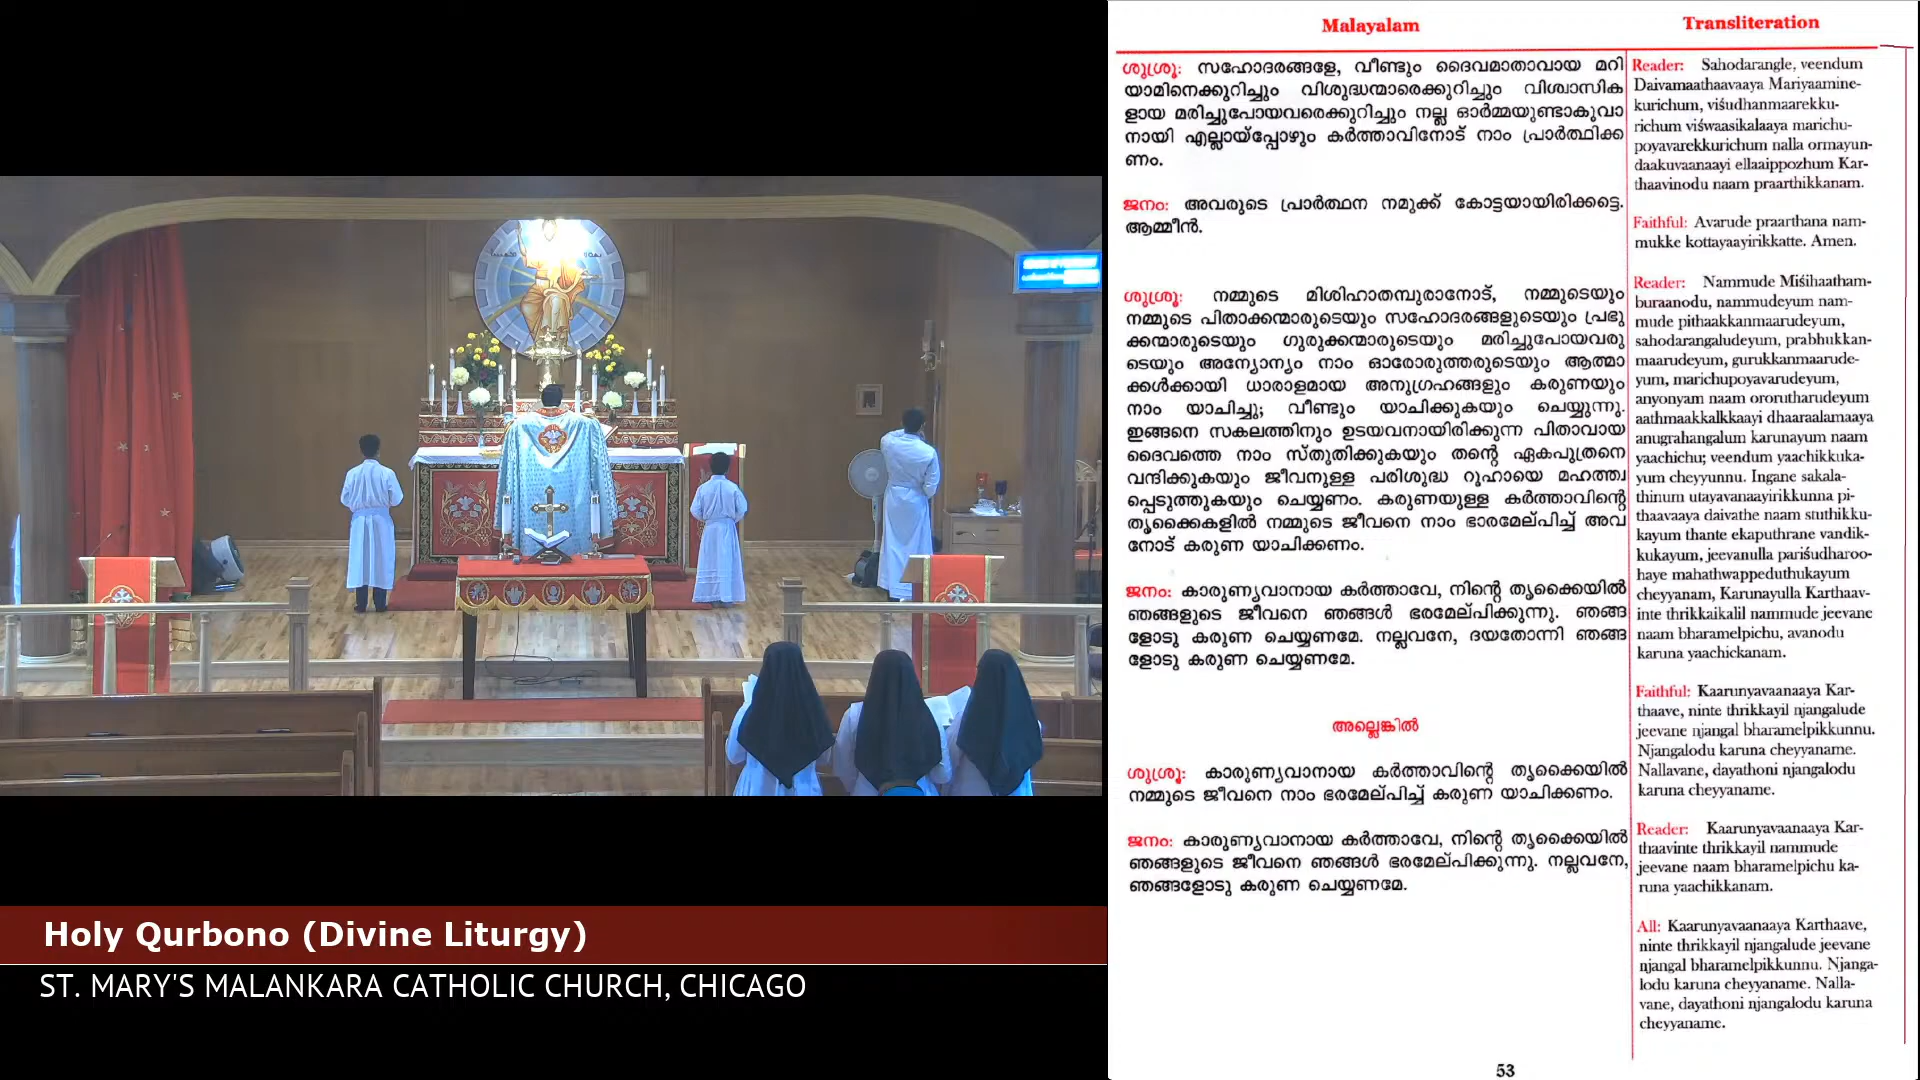 Holy Qurbono (Divine Liturgy)
ST. MARY'S MALANKARA CATHOLIC CHURCH, CHICAGO
Malayalam
ശുശ്രൂ: സഹോദരങ്ങളേ, വീണ്ടും ദൈവമാതാവായ മറി
യാമിനെക്കുറിച്ചും വിശുദ്ധന്മാരെക്കുറിച്ചും വിശ്വാസിക
ളായ മരിച്ചുപോയവരെക്കുറിച്ചും നല്ല ഓർമ്മയുണ്ടാകുവാ
നായി എല്ലായ്പ്പോഴും കർത്താവിനോട് നാം പ്രാർത്ഥിക്ക
ണം.
ജനം: അവരുടെ പ്രാർത്ഥന നമുക്ക് കോട്ടയായിരിക്കട്ടെ.
ആമ്മീൻ.
ശുശ്രൂ: നമ്മുടെ മിശിഹാതമ്പുരാനോട്, നമ്മുടെയും
നമ്മുടെ പിതാക്കന്മാരുടെയും സഹോദരങ്ങളുടെയും പ്രഭു
ക്കന്മാരുടെയും ഗുരുക്കന്മാരുടെയും മരിച്ചുപോയവരു
ടെയും അന്യോന്യം നാം ഓരോരുത്തരുടെയും ആത്മാ
ക്കൾക്കായി ധാരാളമായ അനുഗ്രഹങ്ങളും കരുണയും
നാം യാചിച്ചു; വീണ്ടും യാചിക്കുകയും ചെയ്യുന്നു.
ഇങ്ങനെ സകലത്തിനും ഉടയവനായിരിക്കുന്ന പിതാവായ
ദൈവത്തെ നാം സ്തുതിക്കുകയും തന്റെ ഏകപുത്രനെ
വന്ദിക്കുകയും ജീവനുള്ള പരിശുദ്ധ റൂഹായെ മഹത്ത്വ
പ്പെടുത്തുകയും ചെയ്യണം. കരുണയുള്ള കർത്താവിന്റെ
തൃക്കൈകളിൽ നമ്മുടെ ജീവനെ നാം ഭാരമേല്പിച്ച് അവ
നോട് കരുണ യാചിക്കണം.
ജനം: കാരുണ്യവാനായ കർത്താവേ, നിന്റെ തൃക്കൈയിൽ
ഞങ്ങളുടെ ജീവനെ ഞങ്ങൾ ഭരമേല്പിക്കുന്നു. ഞങ്ങ
ളോടു കരുണ ചെയ്യണമേ. നല്ലവനേ, ദയതോന്നി ഞങ്ങ
ളോടു കരുണ ചെയ്യണമേ.
അല്ലെങ്കിൽ
ശുശ്രൂ: കാരുണ്യവാനായ കർത്താവിന്റെ തൃക്കൈയിൽ
നമ്മുടെ ജീവനെ നാം ഭരമേല്പിച്ച് കരുണ യാചിക്കണം.
ജനം: കാരുണ്യവാനായ കർത്താവേ, നിന്റെ തൃക്കൈയിൽ
ഞങ്ങളുടെ ജീവനെ ഞങ്ങൾ ഭരമേല്പിക്കുന്നു. നല്ലവനേ,
ഞങ്ങളോടു കരുണ ചെയ്യണമേ.
Transliteration
Reader: Sahodarangle, veendum
Daivamaathaavaaya Mariyaamine-
kurichum, viśudhanmaarekku-
richum viśwaasikalaaya marichu-
poyavarekkurichum nalla ormayun-
daakuvaanaayi ellaaippozhum Kar-
thaavinodu naam praarthikkanam.
Faithful: Avarude praarthana nam-
mukke kottayaayirikkatte. Amen.
Reader: Nammude Miśihaatham-
buraanodu, nammudeyum nam-
mude pithaakkanmaarudeyum,
sahodarangaludeyum, prabhukkan-
maarudeyum, gurukkanmaarude-
yum, marichupoyavarudeyum,
anyonyam naam ororutharudeyum
aathmaakkalkkaayi dhaaraalamaaya
anugrahangalum karunayum naam
yaachichu; veendum yaachikkuka-
yum cheyyunnu. Ingane sakala-
thinum utayavanaayirikkunna pi-
thaavaaya daivathe naam stuthikku-
kayum thante ekaputhrane vandik-
kukayum, jeevanulla pariśudharoo-
haye mahathwappeduthukayum
cheyyanam, Karunayulla Karthaav-
inte thrikkaikalil nammude jeevane
naam bharamelpichu, avanodu
karuna yaachickanam.
Faithful: Kaarunyavaanaaya Kar-
thaave, ninte thrikkayil njangalude
jeevane njangal bharamelpikkunnu.
Njangalodu karuna cheyyaname.
Nallavane, dayathoni njangalodu
karuna cheyyaname.
Reader: Kaarunyavaanaaya Kar-
thaavinte thrikkayil nammude
jeevane naam bharamelpichu ka-
runa yaachikkanam.
All: Kaarunyavaanaaya Karthaave,
ninte thrikkayil njangalude jeevane
njangal bharamelpikkunnu. Njanga-
lodu karuna cheyyaname. Nalla-
vane, dayathoni njangalodu karuna
cheyyaname.
53